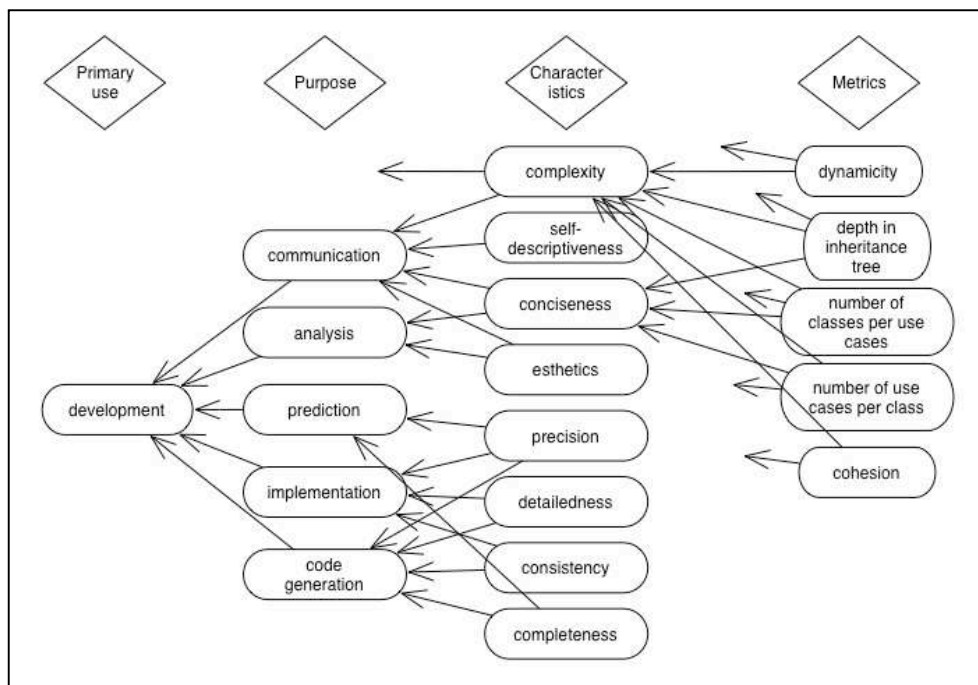 Primary
use
Purpose
Character
istics
Metrics
complexity
dynamicity
self-
descriptiveness
depth in
inheritance
tree
communication
conciseness
number of
classes per use
cases
analysis
esthetics
number of use
cases per class
development
prediction
precision
cohesion
implementation
detailedness
code
generation
consistency
completeness